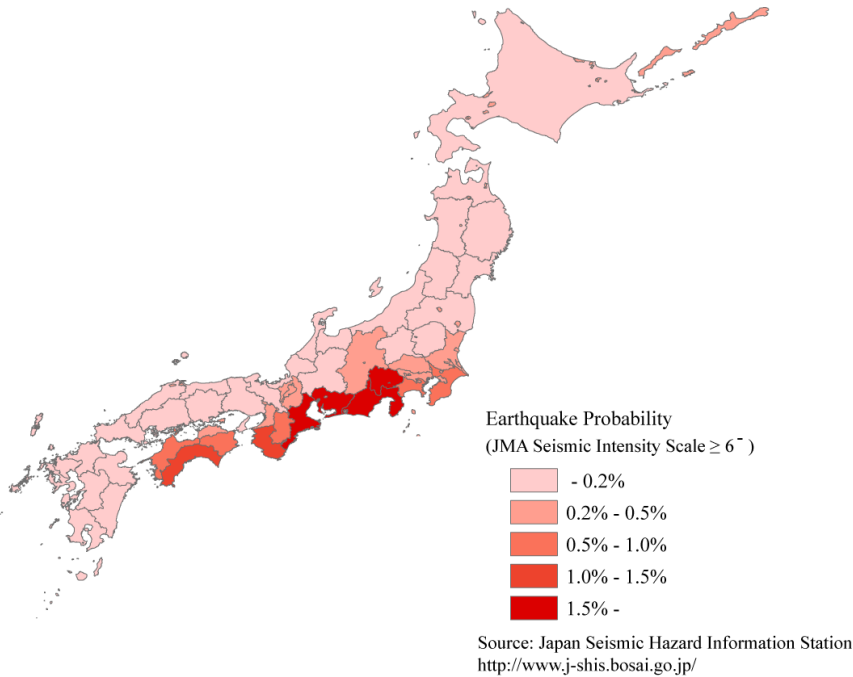 Earthquake Probability
(JMA Seismic Intensity Scale ≥ 6⁻ )
- 0.2%
0.2% - 0.5%
0.5% - 1.0%
1.0% - 1.5%
1.5% -
Source: Japan Seismic Hazard Information Station
http://www.j-shis.bosai.go.jp/